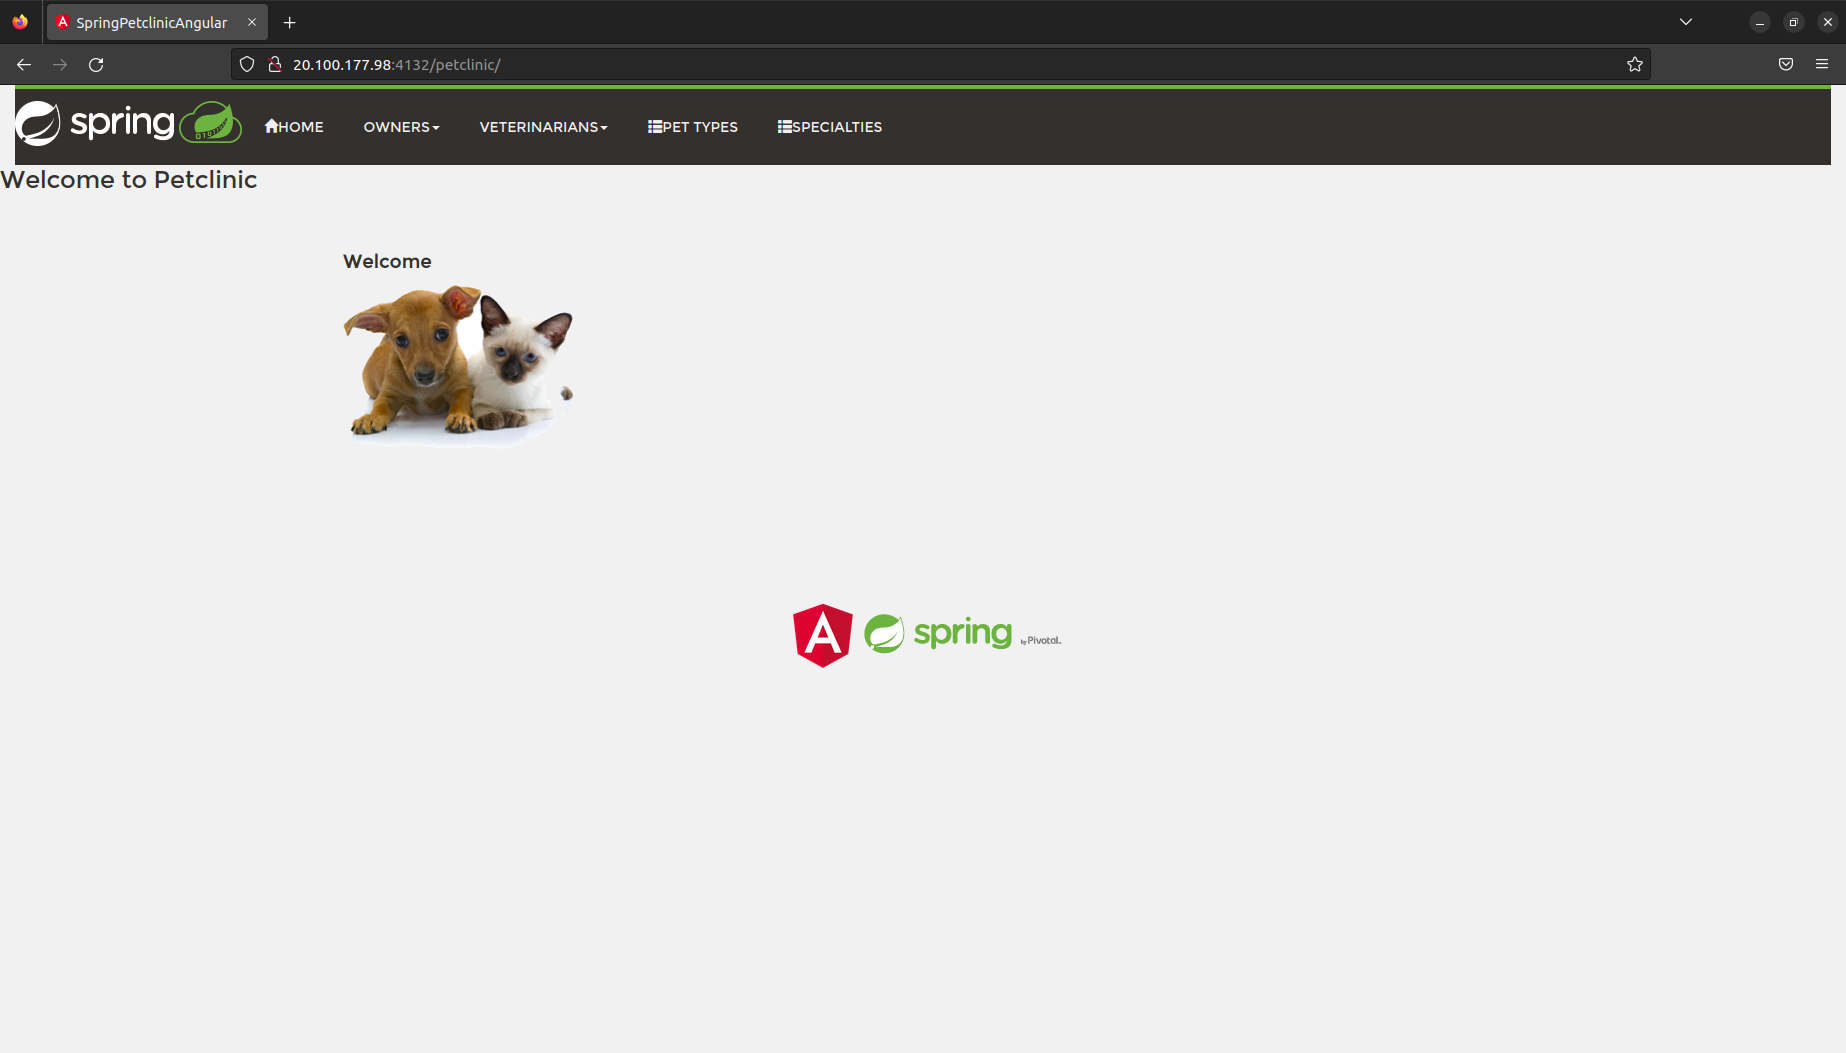 SpringPetclinicAngular
20.100.177.98:4132/petclinic/
spring
HOME
OWNERS
VETERINARIANS
PET TYPES
SPECIALTIES
Welcome to Petclinic
Welcome
A spring by Pivotal.